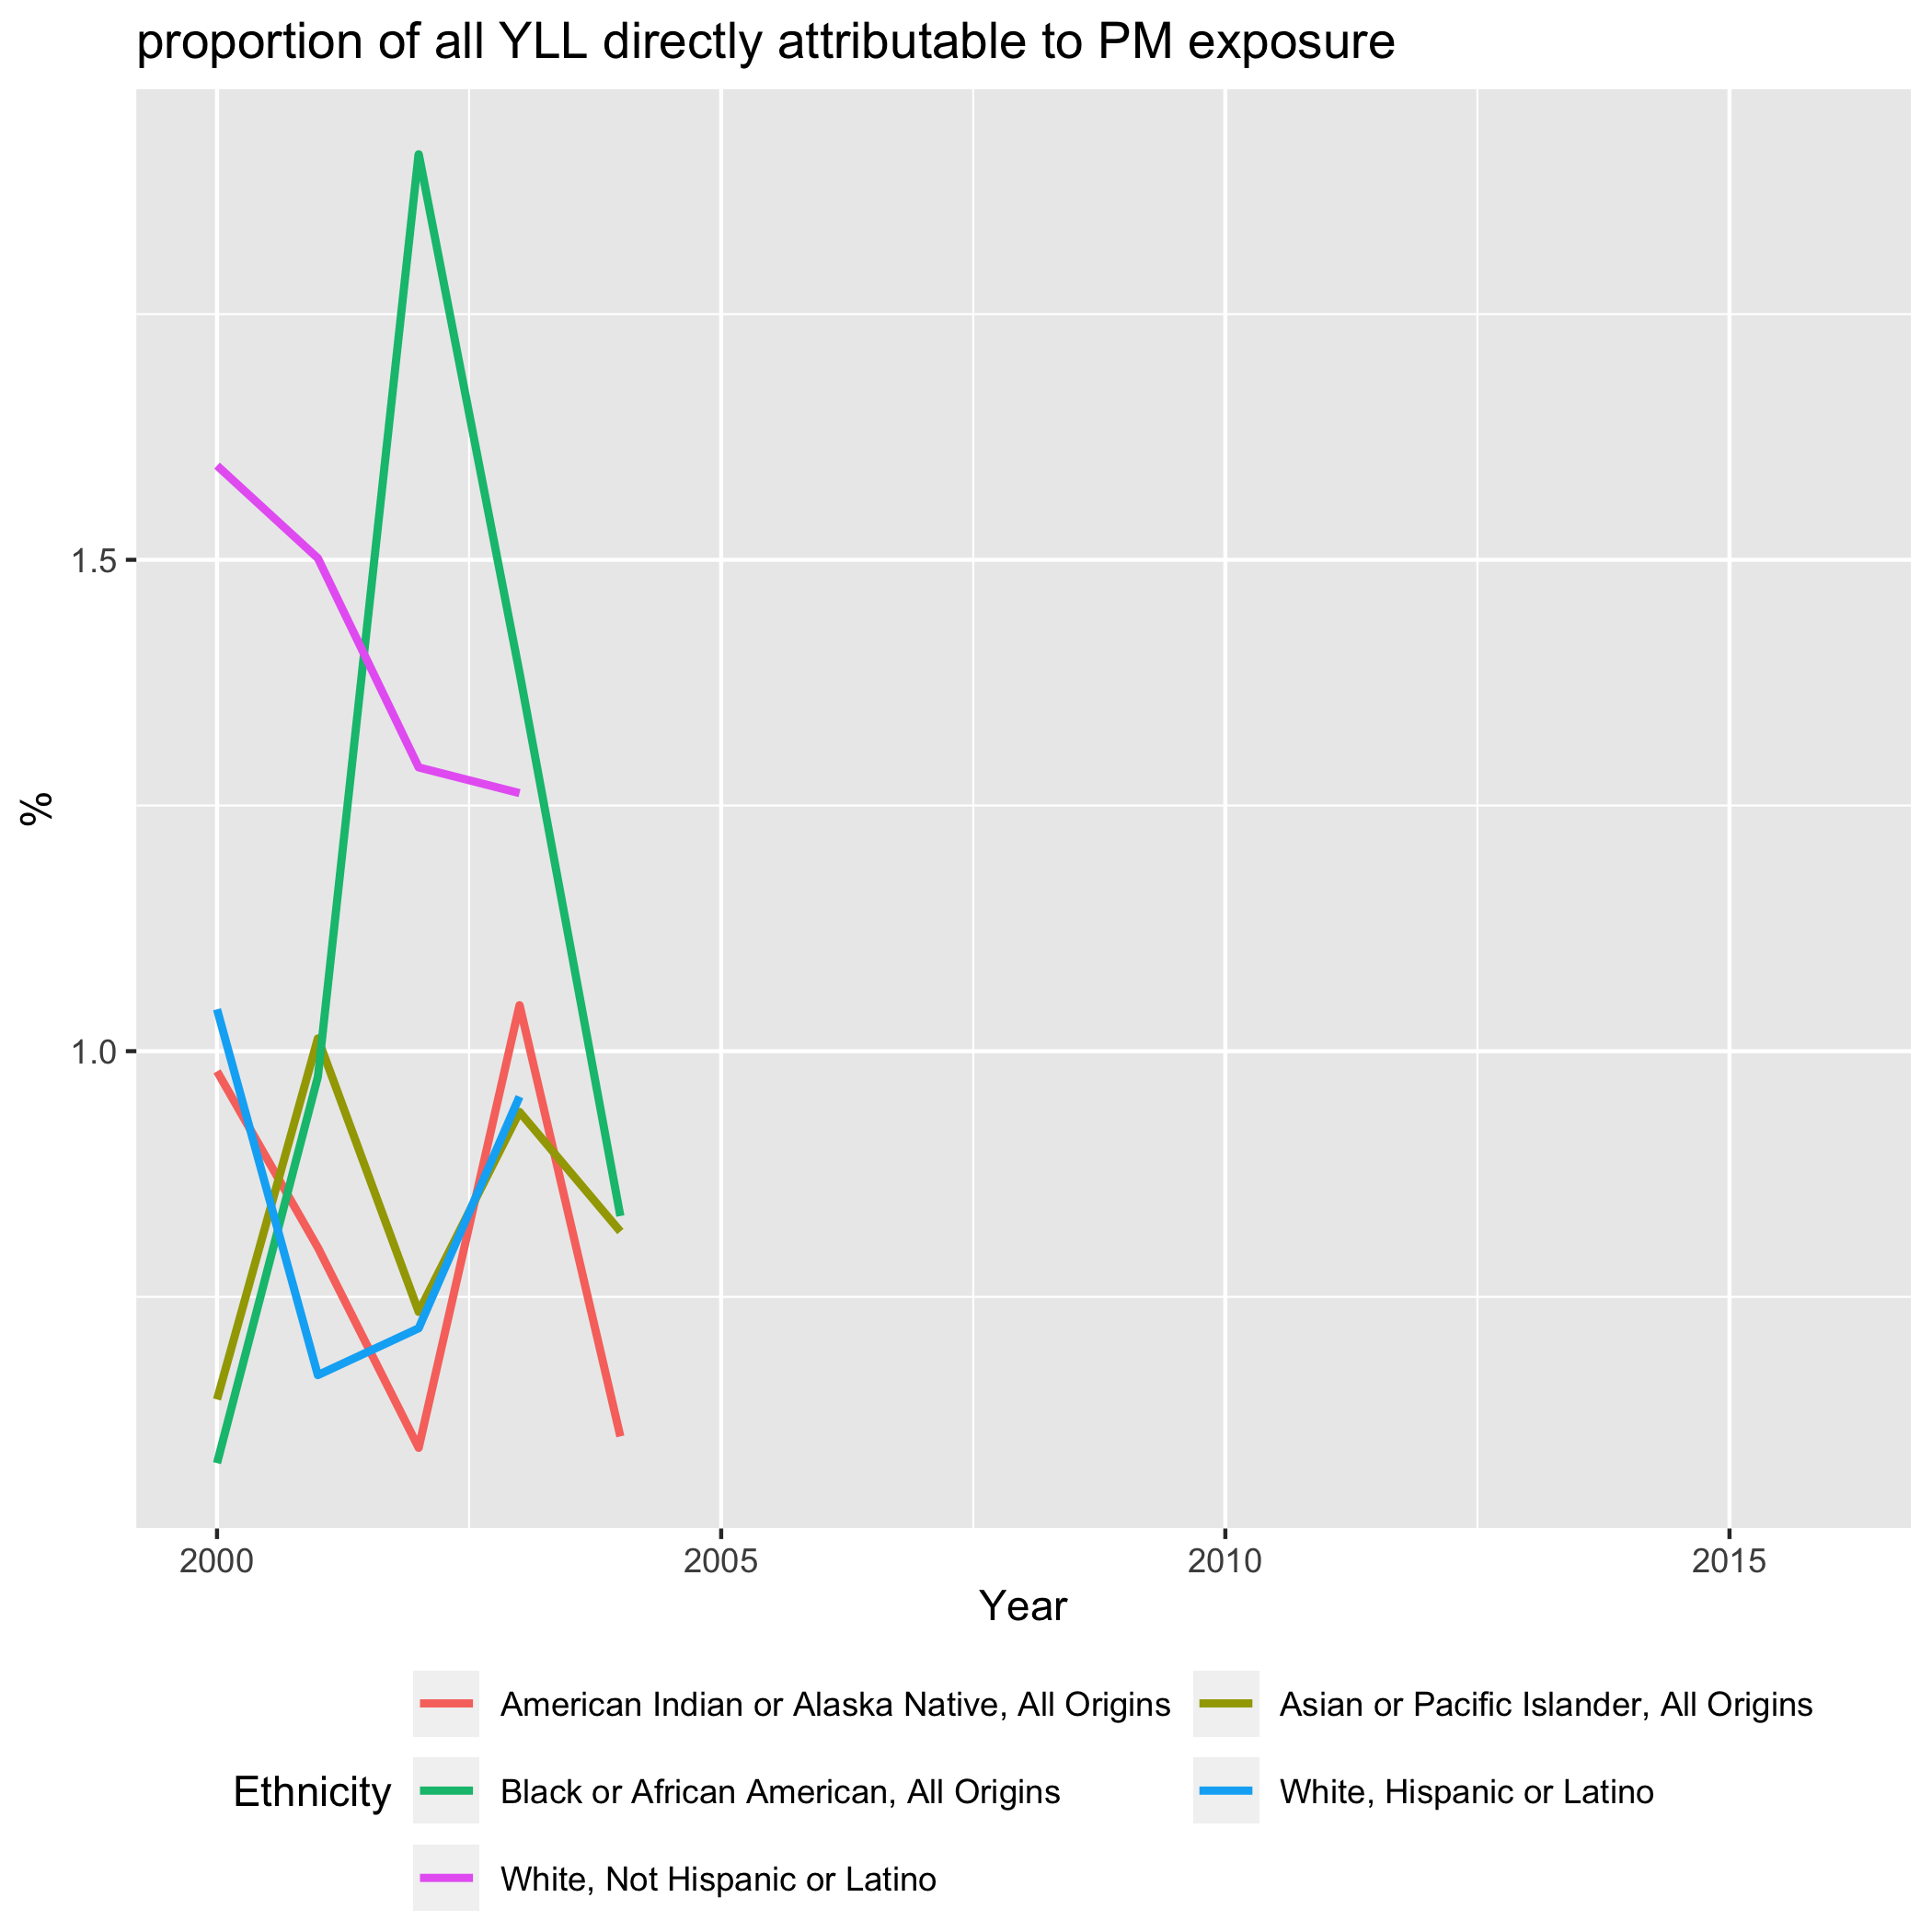 proportion of all YLL directly attributable to PM exposure
%
1.5
1.0
2000 2005 2010 2015
Year
Ethnicity
American Indian or Alaska Native, All Origins
Asian or Pacific Islander, All Origins
Black or African American, All Origins
White, Hispanic or Latino
White, Not Hispanic or Latino